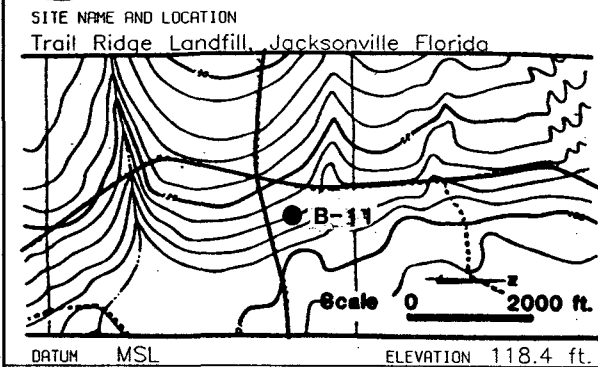 SITE NAME AND LOCATION
Trail Ridge Landfill, Jacksonville Florida
B-11
Scale
z
0 2000 ft.
DATUM MSL ELEVATION 118.4 ft.